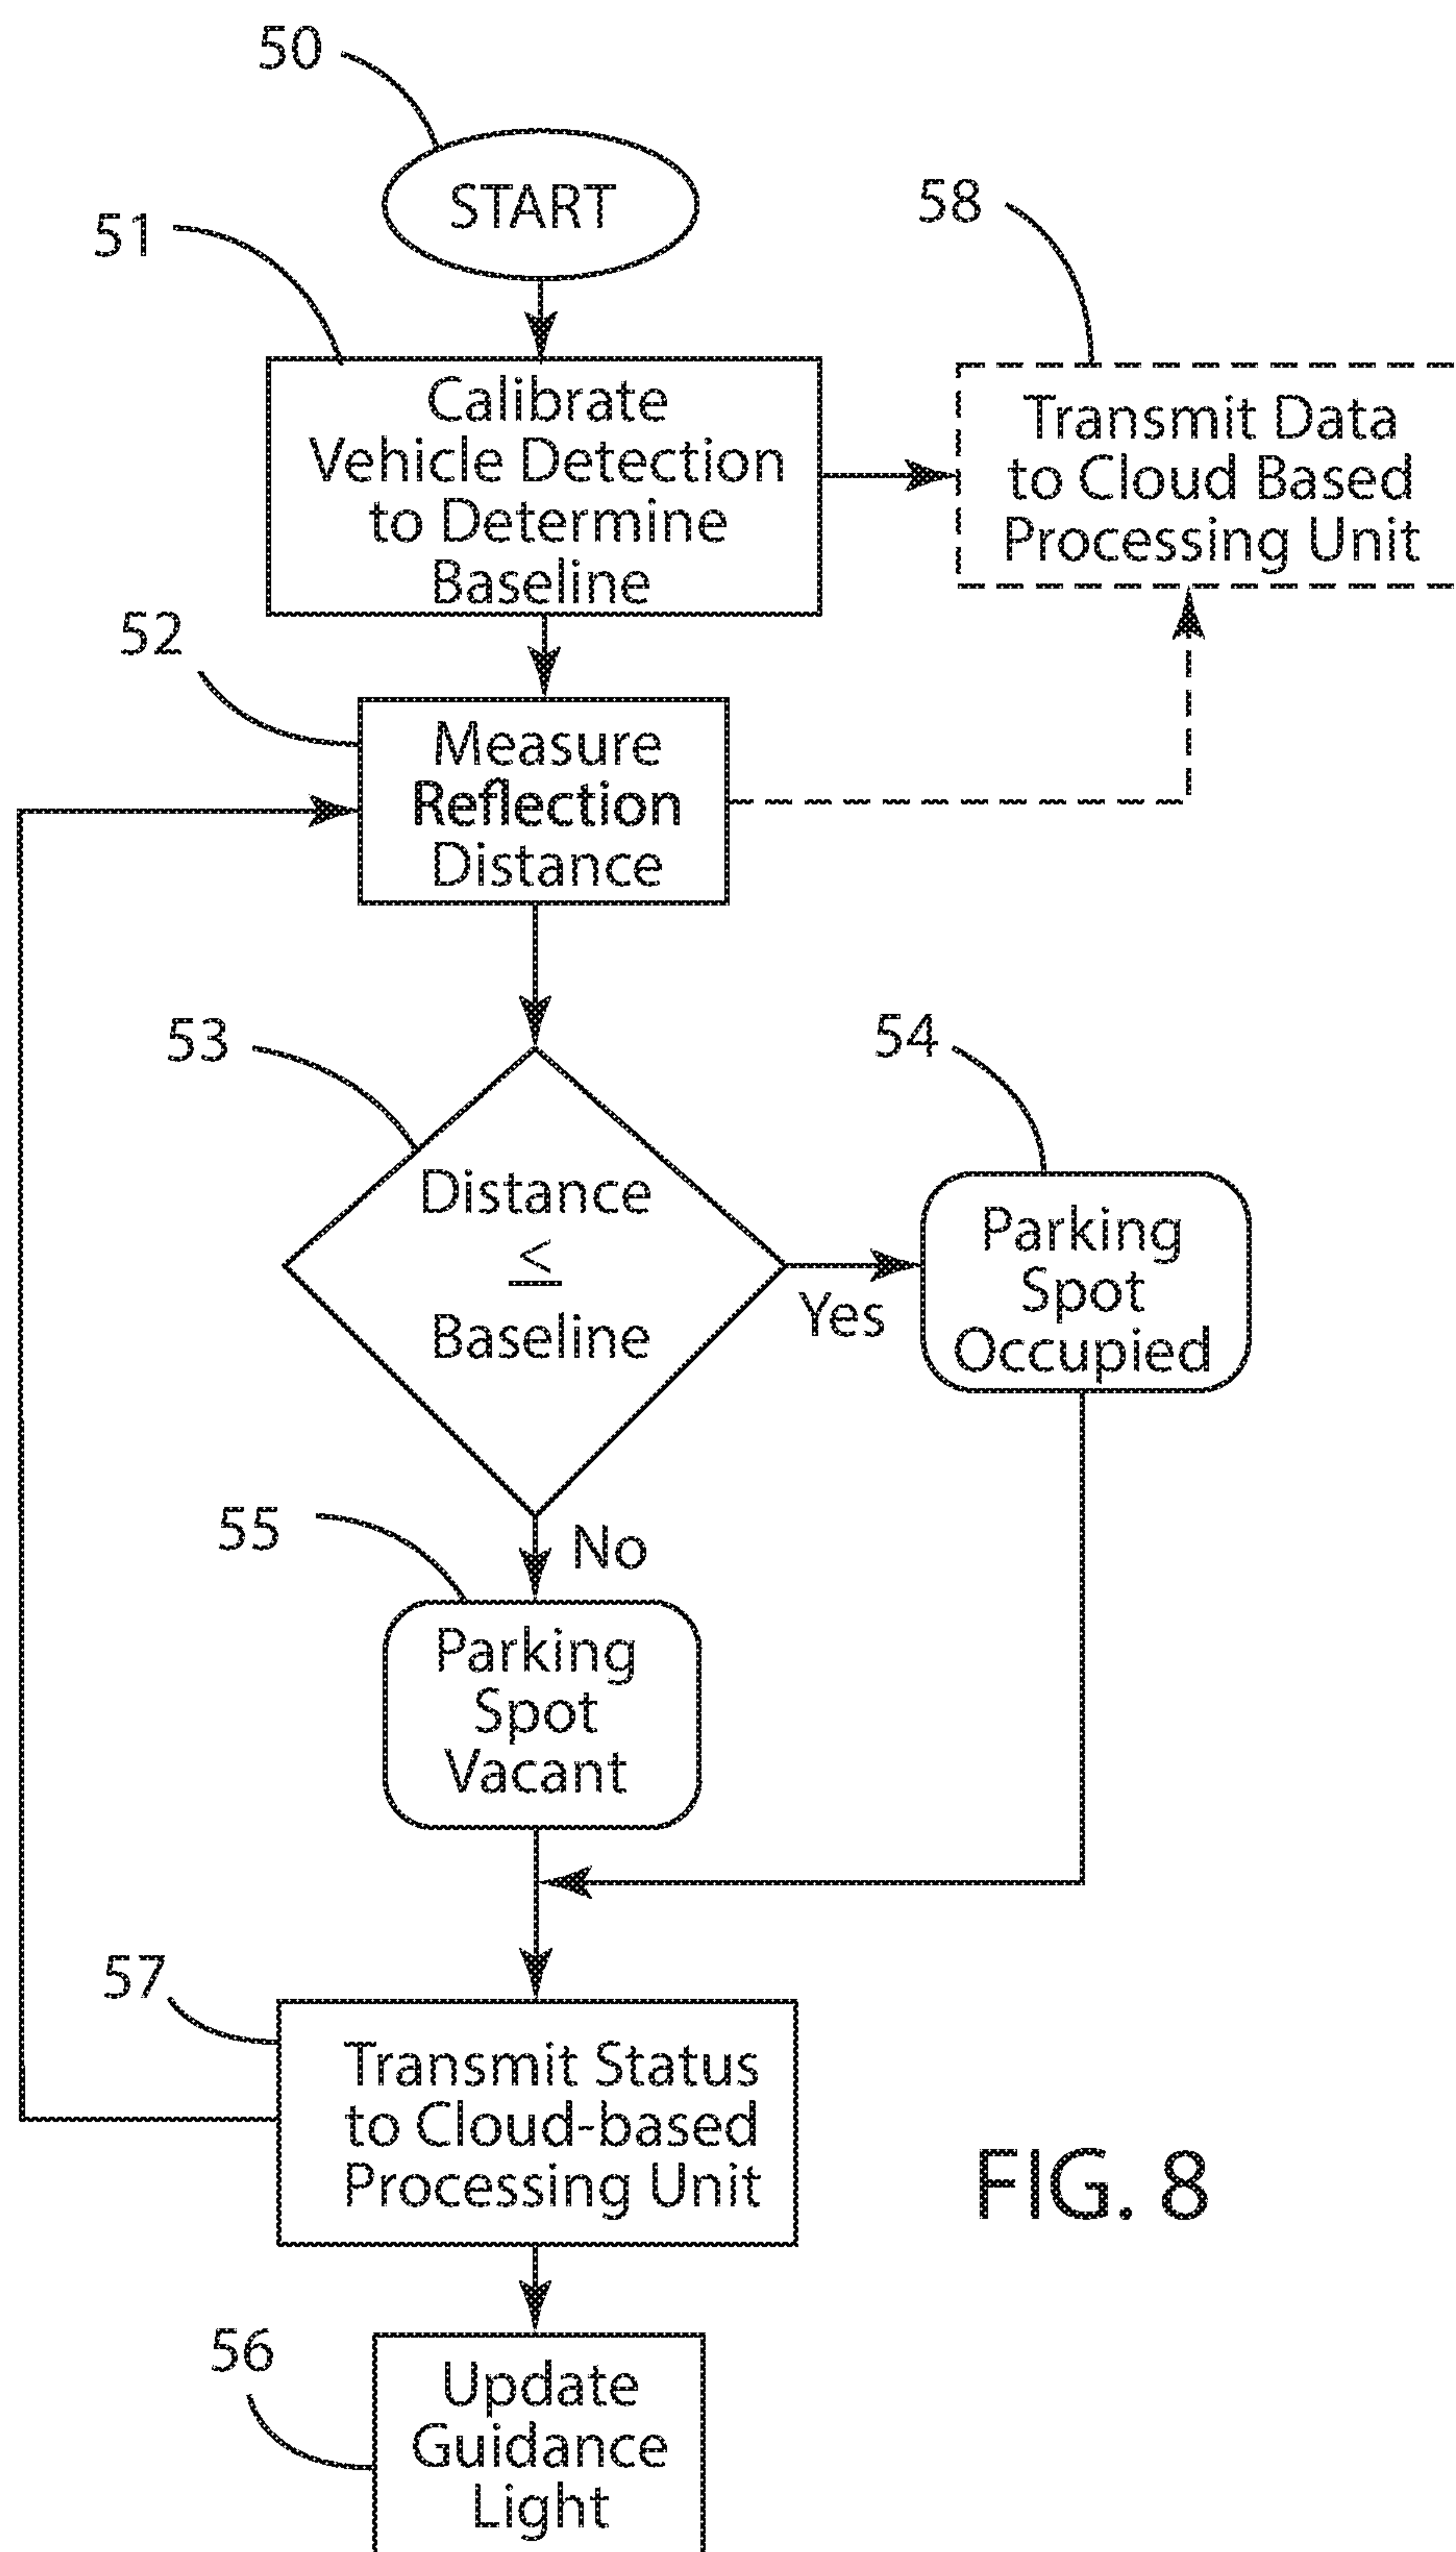 50
START
51
58
Calibrate
Vehicle Detection
to Determine
Baseline
Transmit Data
to Cloud Based
Processing Unit
52
Measure
Reflection
Distance
53
54
Distance
≤
Baseline
Yes
Parking
Spot
Occupied
55
No
Parking
Spot
Vacant
57
Transmit Status
to Cloud-based
Processing Unit
FIG. 8
56
Update
Guidance
Light